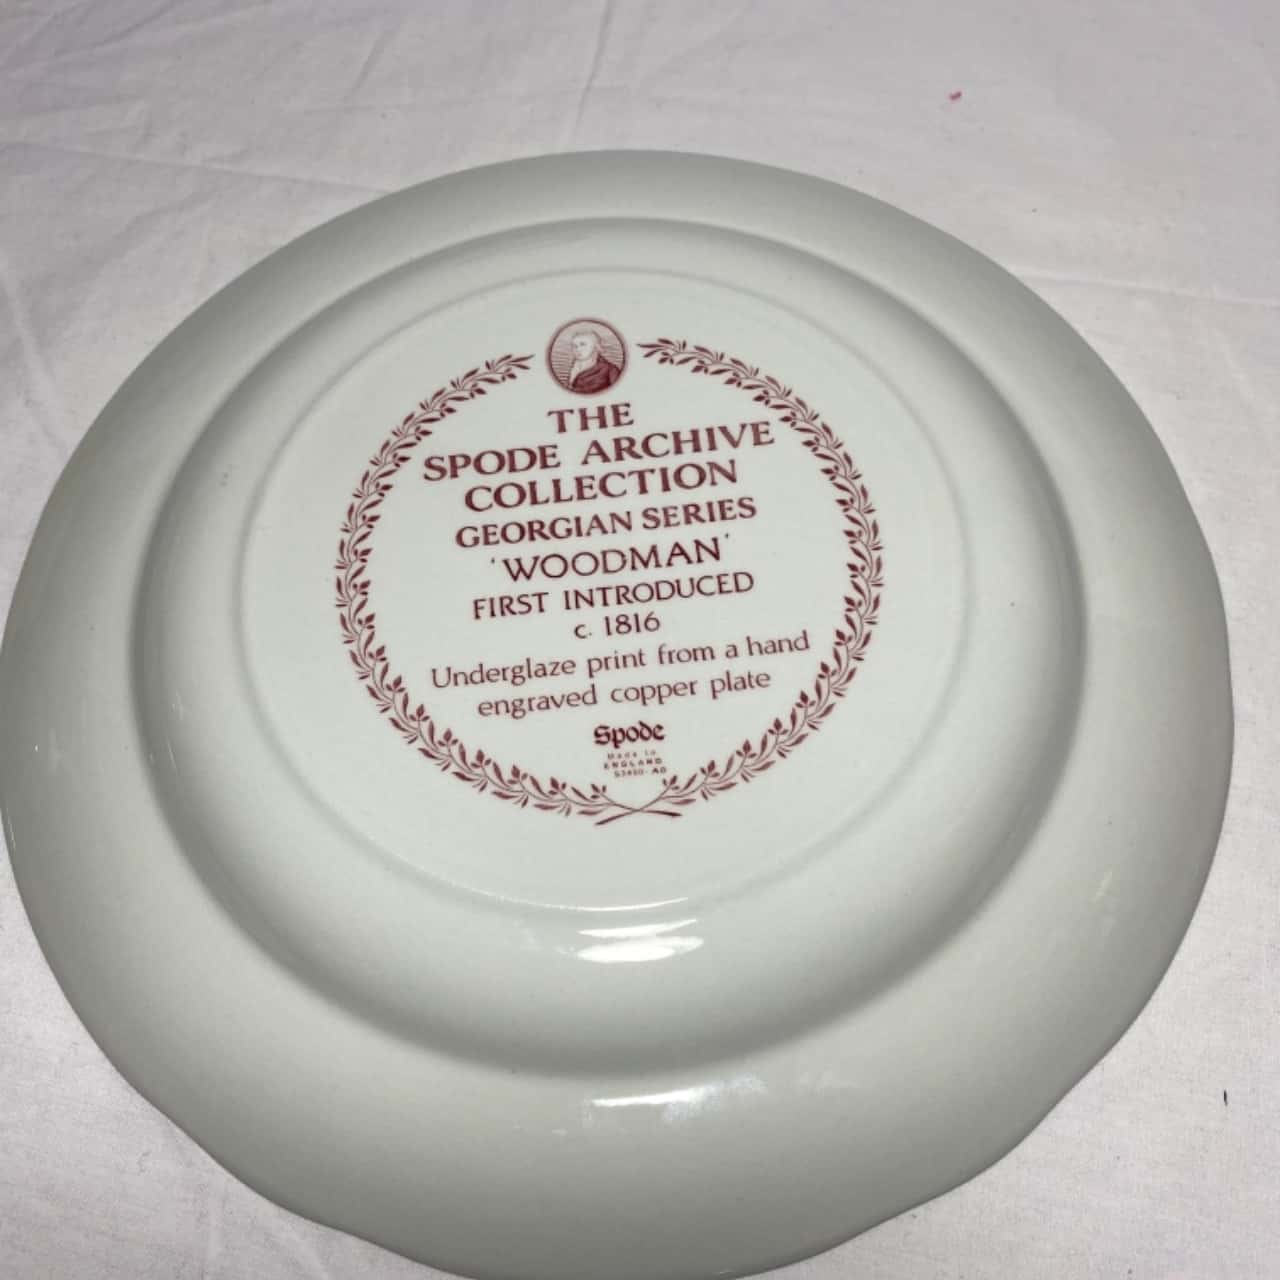 THE
SPODE ARCHIVE
COLLECTION
GEORGIAN SERIES
'WOODMAN'
FIRST INTRODUCED
c. 1816
Underglaze print from a hand
engraved copper plate
Spode
Made in
ENGLAND